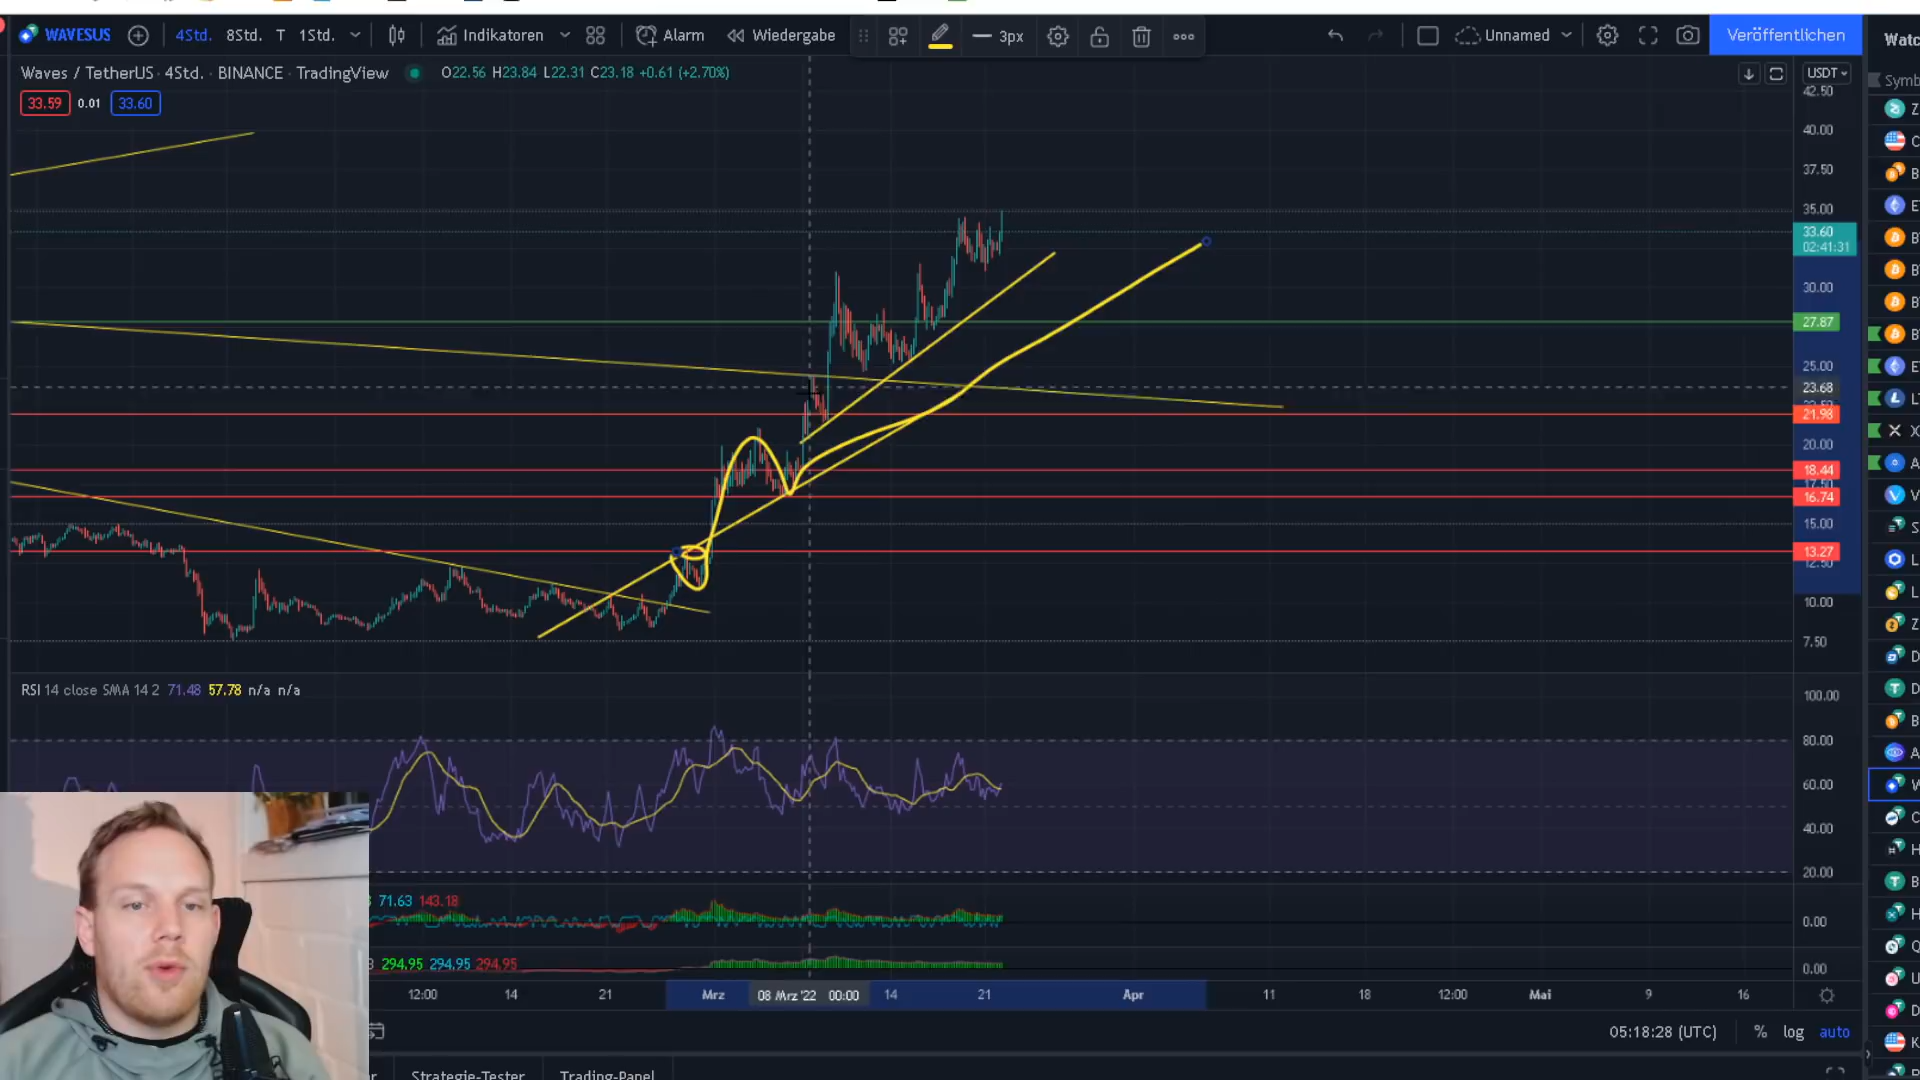 WAVESUS 4Std. 8Std. T 1Std. Indikatoren Alarm Wiedergabe 3px Unnamed Veröffentlichen
Watc
Waves / TetherUS · 4Std. · BINANCE · TradingView O22.56 H23.84 L22.31 C23.18 +0.61 (+2.70%)
USDT
Symb
33.59 0.01 33.60
42.50
40.00
37.50
35.00
33.60
02:41:31
30.00
27.87
25.00
23.68
21.98
20.00
18.44
16.74
15.00
13.27
12.50
10.00
7.50
RSI 14 close SMA 14 2 71.48 57.78 n/a n/a
100.00
80.00
60.00
40.00
20.00
71.63 143.18
0.00
294.95 294.95 294.95
0.00
12:00 14 21 Mrz 08 Mrz '22 00:00 14 21 Apr 11 18 12:00 Mai 9 16
05:18:28 (UTC) % log auto
Strategie-Tester Trading-Panel